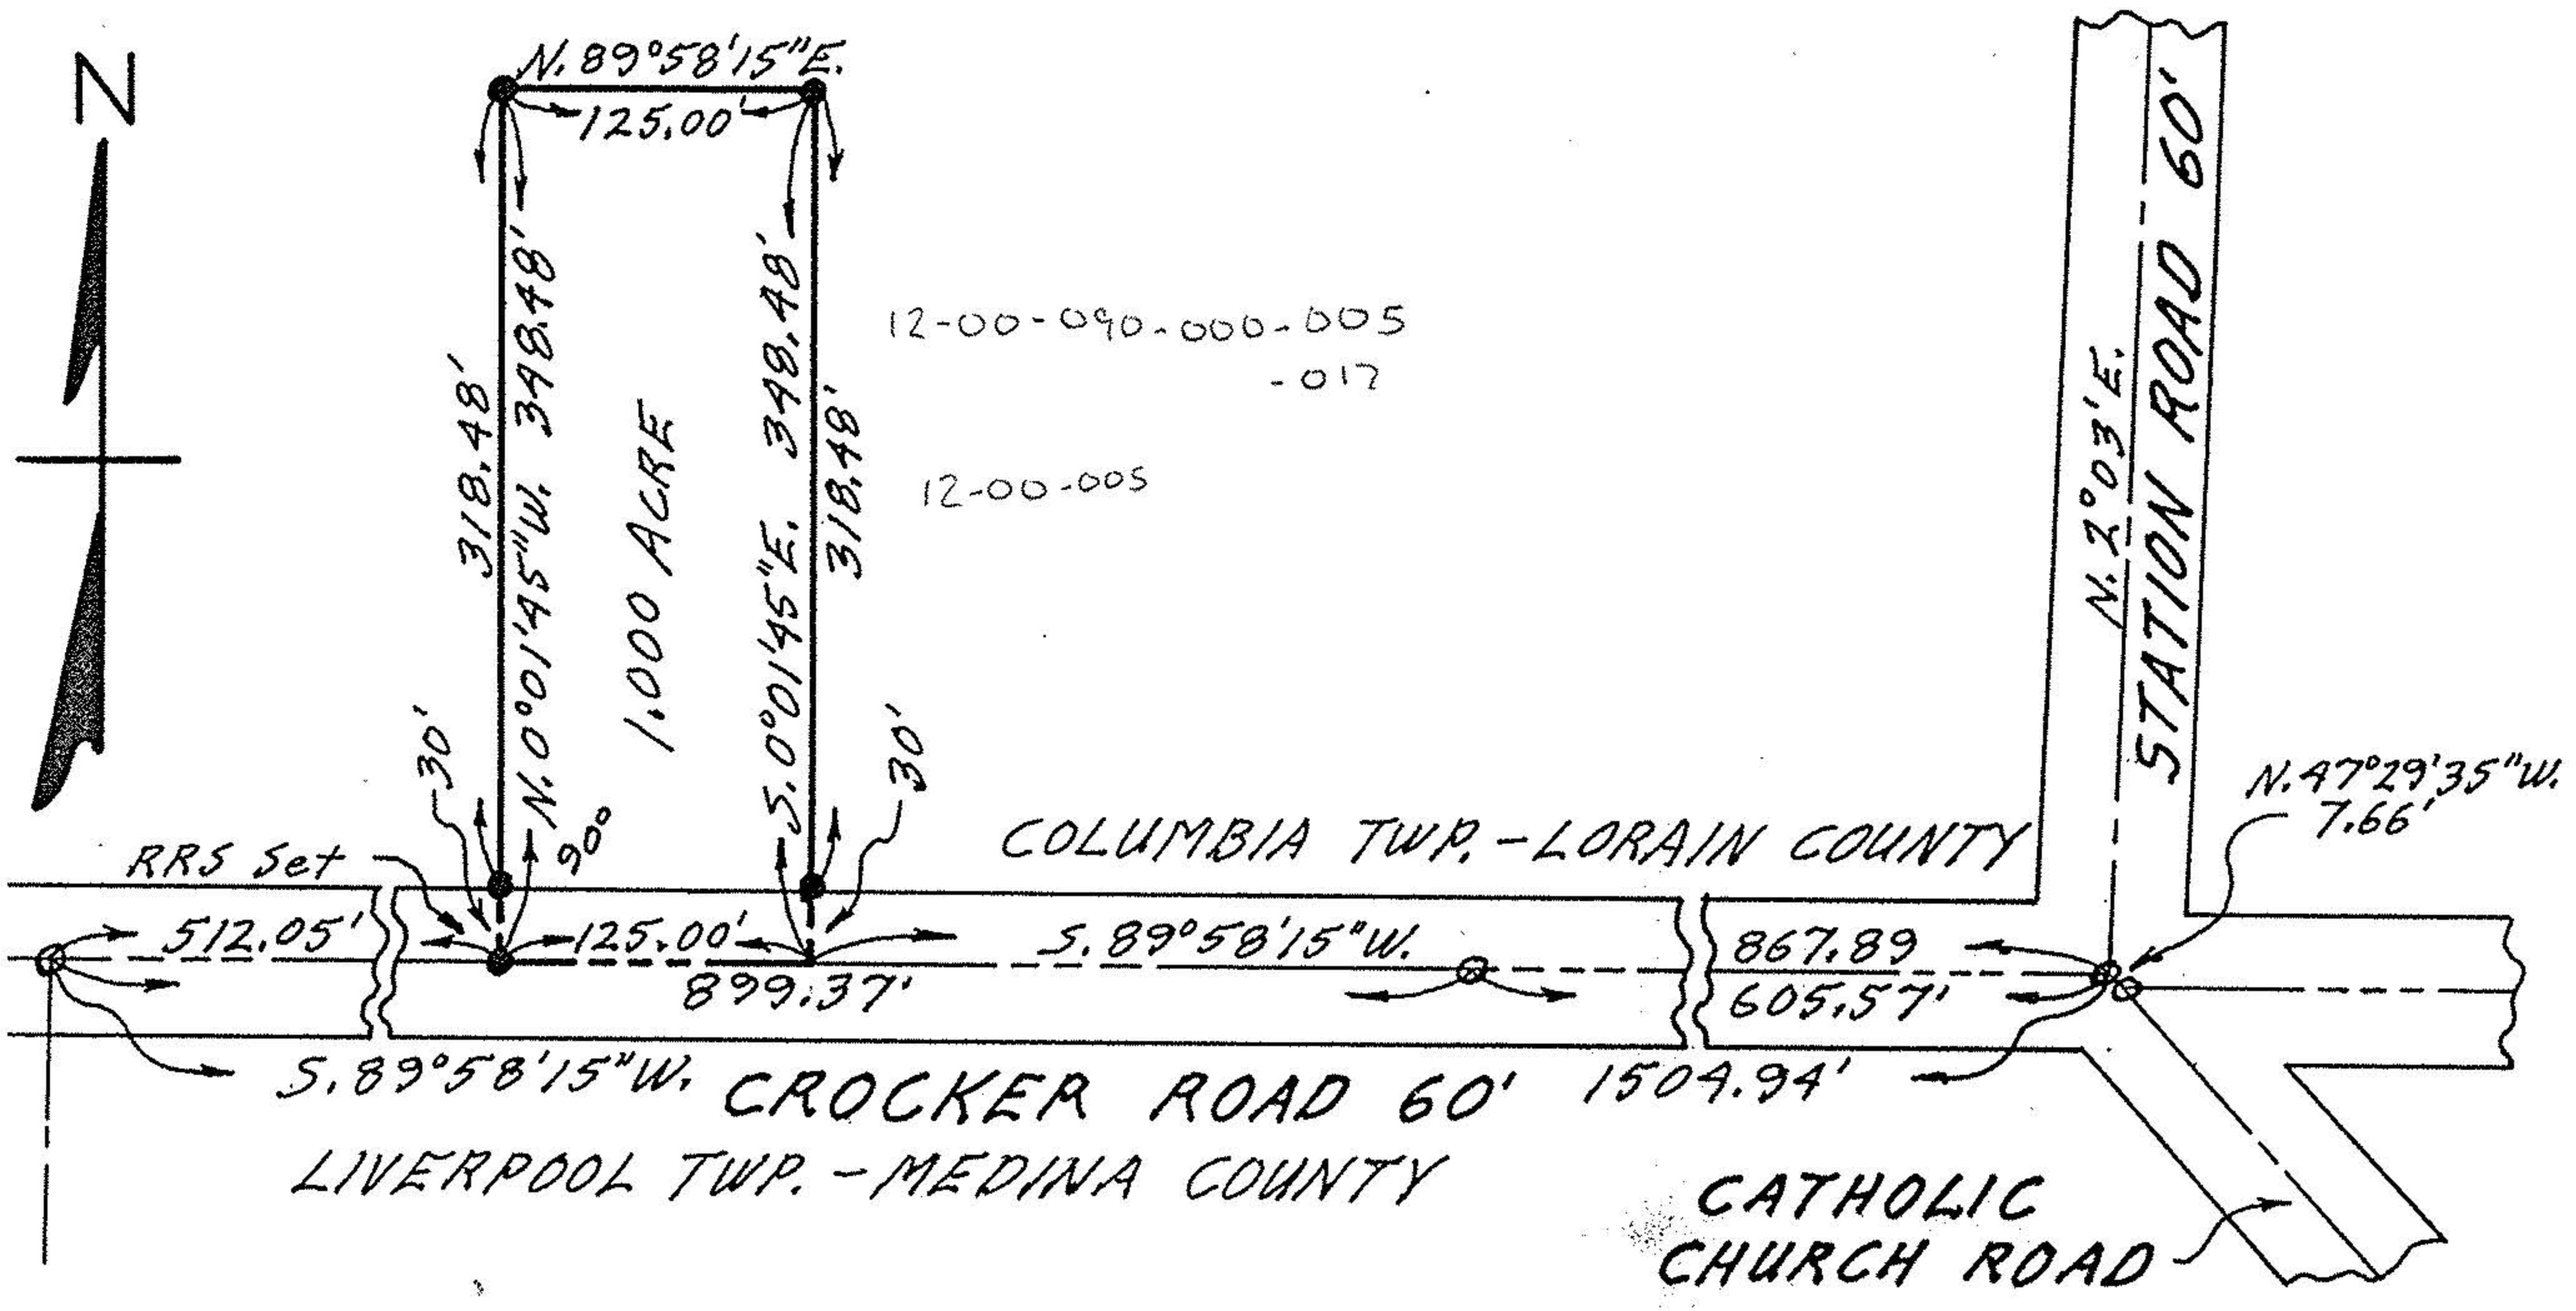 N
N. 89°58'15"E.
125.00'
STATION ROAD 60'
N. 2°03'E.
318.48'
N. 0°01'45"W. 348.48'
1.000 ACRE
S. 0°01'45"E. 348.48'
318.48'
12-00-090-000-005
-017
12-00-005
30'
90°
30'
N. 47°29'35"W.
7.66'
RRS Set
COLUMBIA TWP. - LORAIN COUNTY
512.05'
125.00'
S. 89°58'15"W.
867.89
899.37'
605.57'
S. 89°58'15"W.
CROCKER ROAD 60'
1504.94'
LIVERPOOL TWP. - MEDINA COUNTY
CATHOLIC
CHURCH ROAD